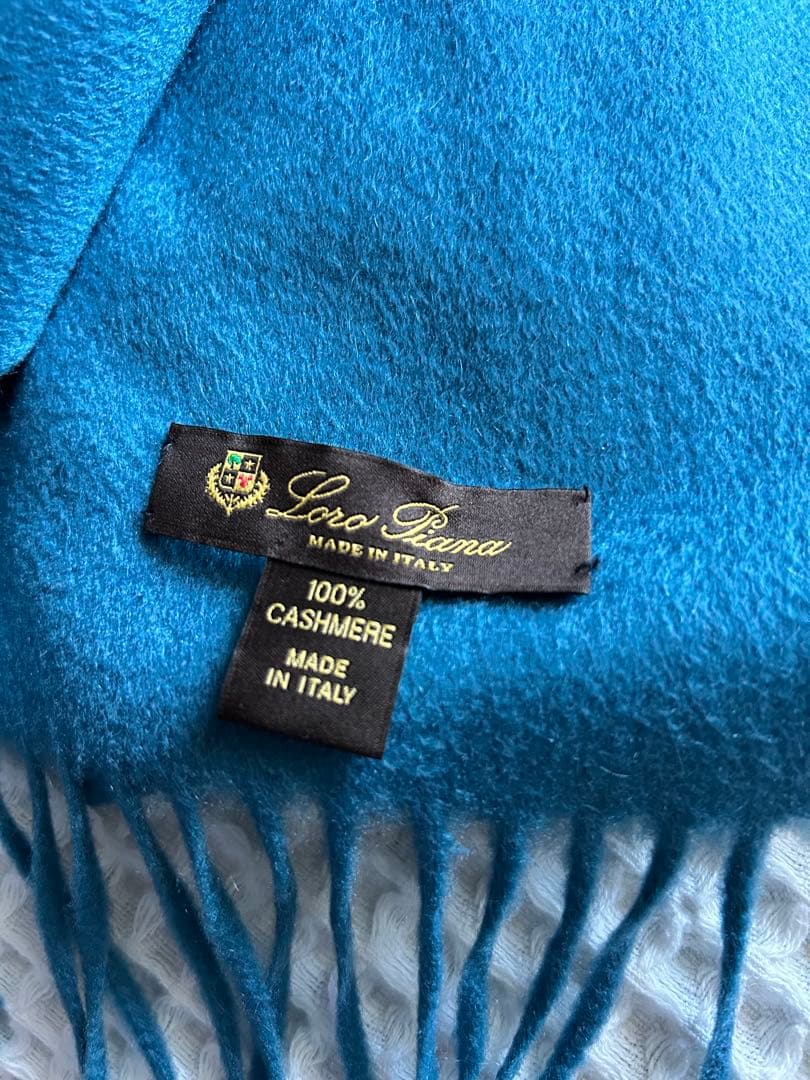 Loro Piana
MADE IN ITALY
100%
CASHMERE
MADE
IN ITALY